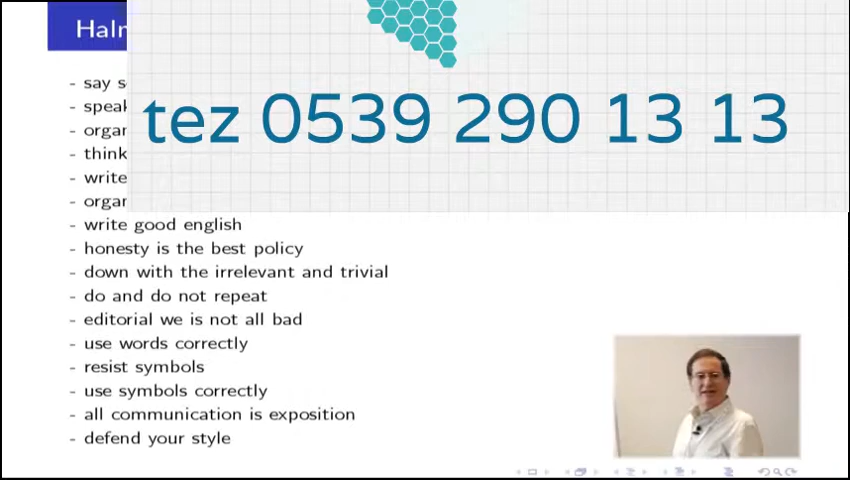 Haln
tez 0539 290 13 13
- say s
- speak
- organ
- think
- write
- organ
- write good english
- honesty is the best policy
- down with the irrelevant and trivial
- do and do not repeat
- editorial we is not all bad
- use words correctly
- resist symbols
- use symbols correctly
- all communication is exposition
- defend your style